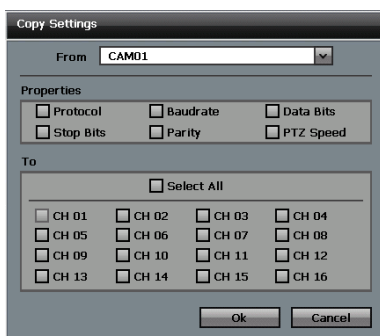 Copy Settings
From CAM01
Properties
Protocol Baudrate Data Bits
Stop Bits Parity PTZ Speed
To
Select All
CH 01 CH 02 CH 03 CH 04
CH 05 CH 06 CH 07 CH 08
CH 09 CH 10 CH 11 CH 12
CH 13 CH 14 CH 15 CH 16
Ok Cancel